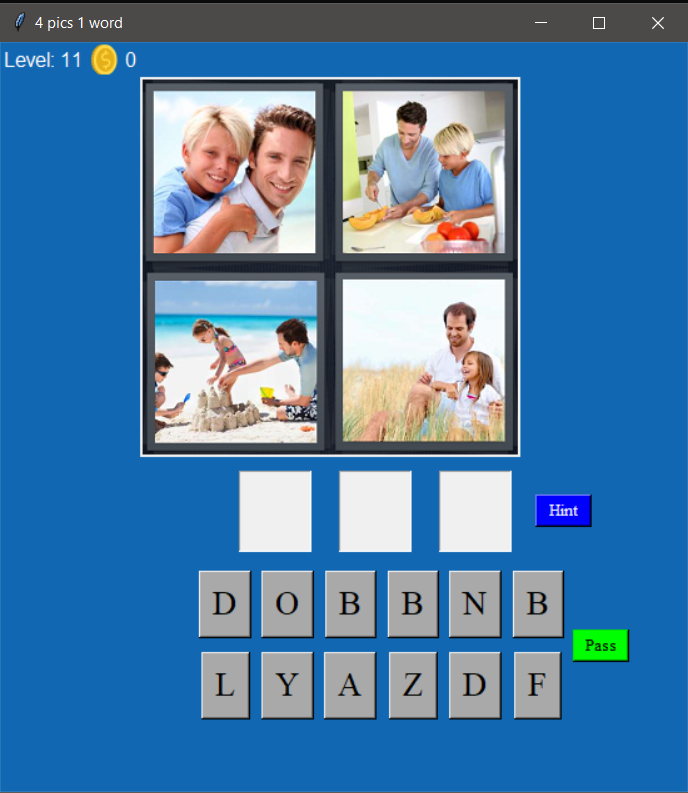 4 pics 1 word
Level: 11 0
Hint
D O B B N B
Pass
L Y A Z D F